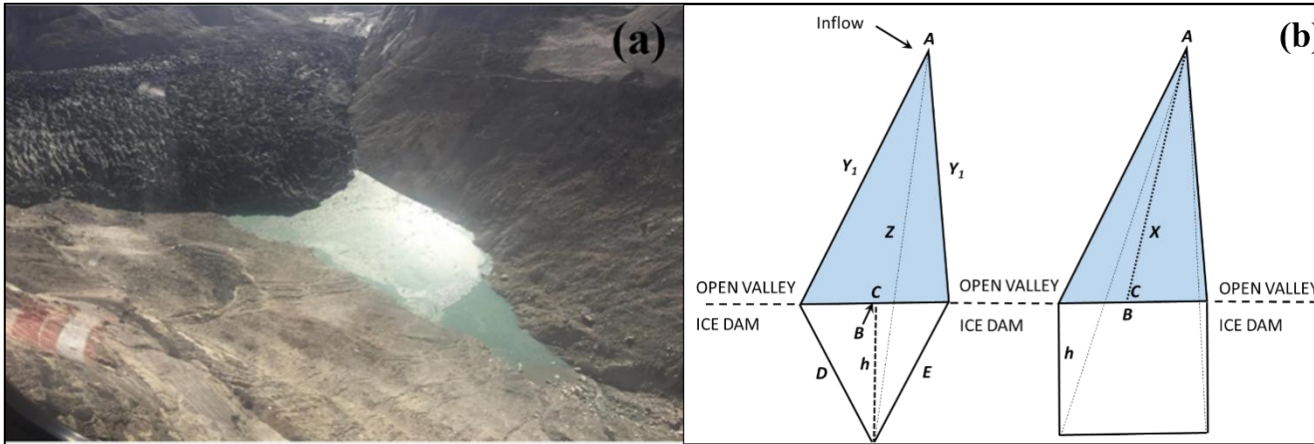 (a)
Inflow
A
Y1
Y1
Z
C
B
h
D
E
OPEN VALLEY
ICE DAM
OPEN VALLEY
ICE DAM
(b)
A
X
C
B
h
OPEN VALLEY
ICE DAM